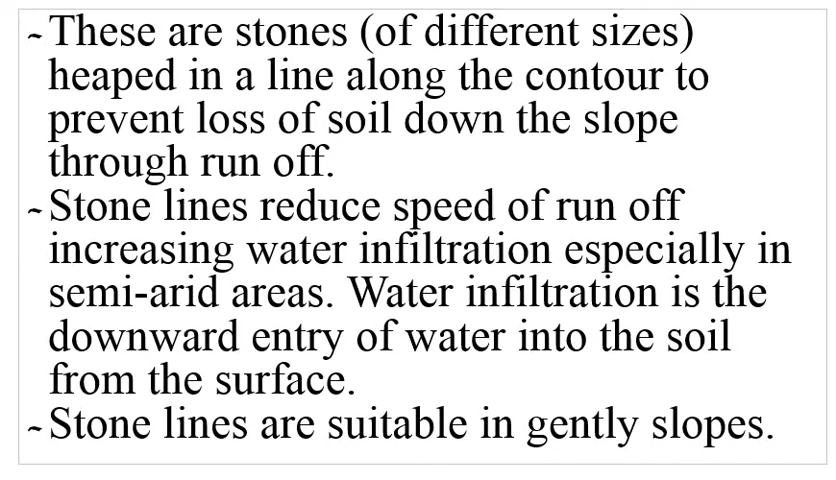 ~These are stones (of different sizes)
heaped in a line along the contour to
prevent loss of soil down the slope
through run off.
~Stone lines reduce speed of run off
increasing water infiltration especially in
semi-arid areas. Water infiltration is the
downward entry of water into the soil
from the surface.
~Stone lines are suitable in gently slopes.